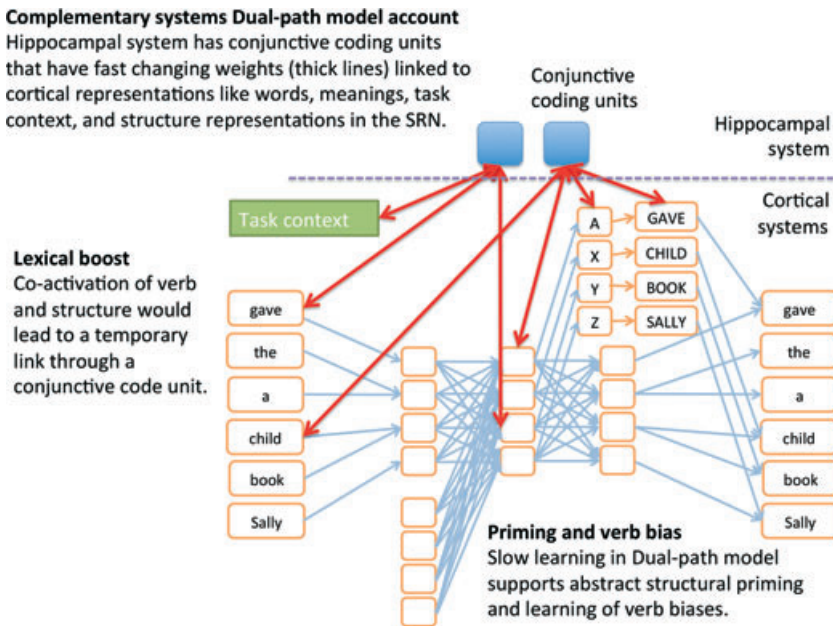 Complementary systems Dual-path model account
Hippocampal system has conjunctive coding units
that have fast changing weights (thick lines) linked to
cortical representations like words, meanings, task
context, and structure representations in the SRN.
Conjunctive
coding units
Hippocampal
system
Cortical
systems
Task context
Lexical boost
Co-activation of verb
and structure would
lead to a temporary
link through a
conjunctive code unit.
gave
the
a
child
book
Sally
A
GAVE
X
CHILD
Y
BOOK
Z
SALLY
gave
the
a
child
book
Sally
Priming and verb bias
Slow learning in Dual-path model
supports abstract structural priming
and learning of verb biases.